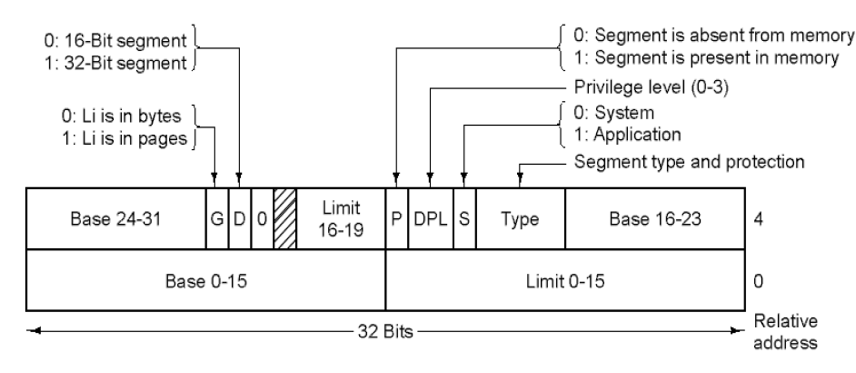 0: 16-Bit segment
1: 32-Bit segment
0: Li is in bytes
1: Li is in pages
0: Segment is absent from memory
1: Segment is present in memory
Privilege level (0-3)
0: System
1: Application
Segment type and protection
Base 24-31 G D 0 Limit 16-19 P DPL S Type Base 16-23 4
Base 0-15 Limit 0-15 0
32 Bits
Relative
address